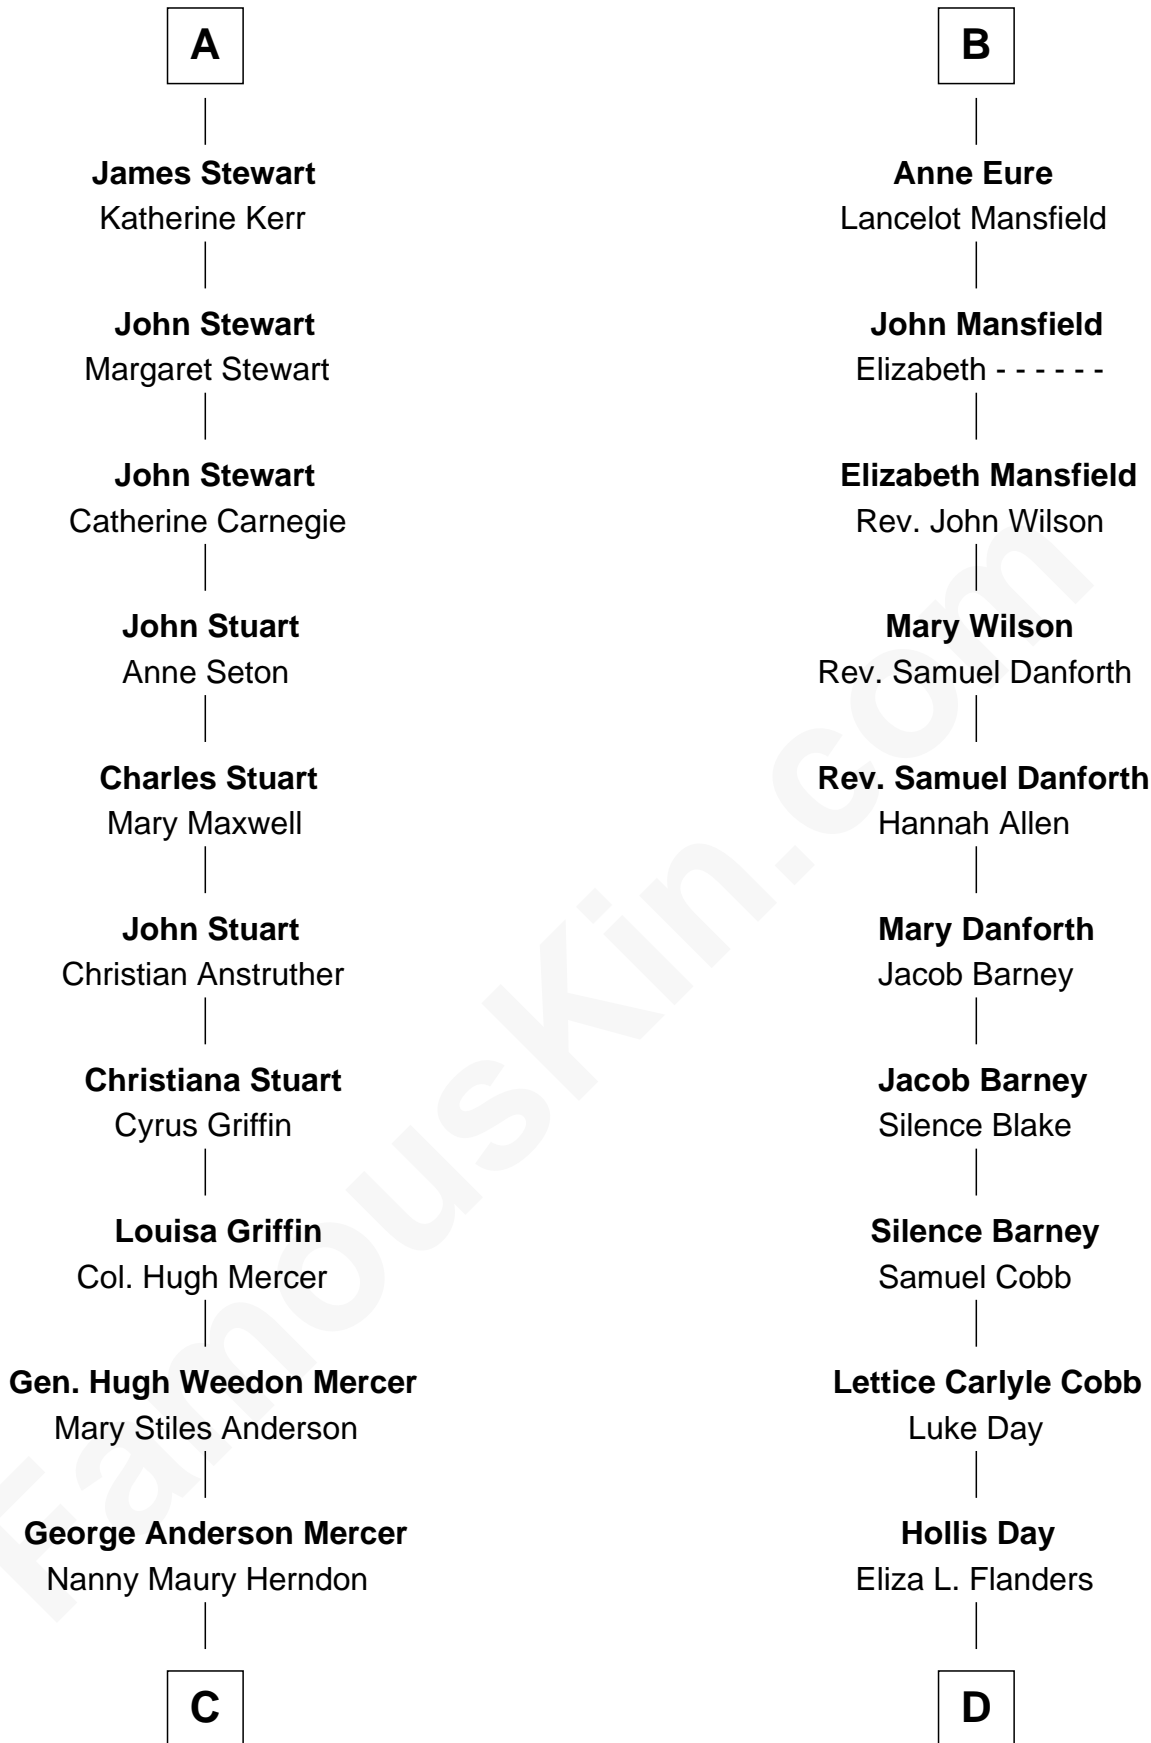 A
James Stewart
Katherine Kerr
John Stewart
Margaret Stewart
John Stewart
Catherine Carnegie
John Stuart
Anne Seton
Charles Stuart
Mary Maxwell
John Stuart
Christian Anstruther
Christiana Stuart
Cyrus Griffin
Louisa Griffin
Col. Hugh Mercer
Gen. Hugh Weedon Mercer
Mary Stiles Anderson
George Anderson Mercer
Nanny Maury Herndon
C
B
Anne Eure
Lancelot Mansfield
John Mansfield
Elizabeth - - - - - -
Elizabeth Mansfield
Rev. John Wilson
Mary Wilson
Rev. Samuel Danforth
Rev. Samuel Danforth
Hannah Allen
Mary Danforth
Jacob Barney
Jacob Barney
Silence Blake
Silence Barney
Samuel Cobb
Lettice Carlyle Cobb
Luke Day
Hollis Day
Eliza L. Flanders
D
FamousKin.com